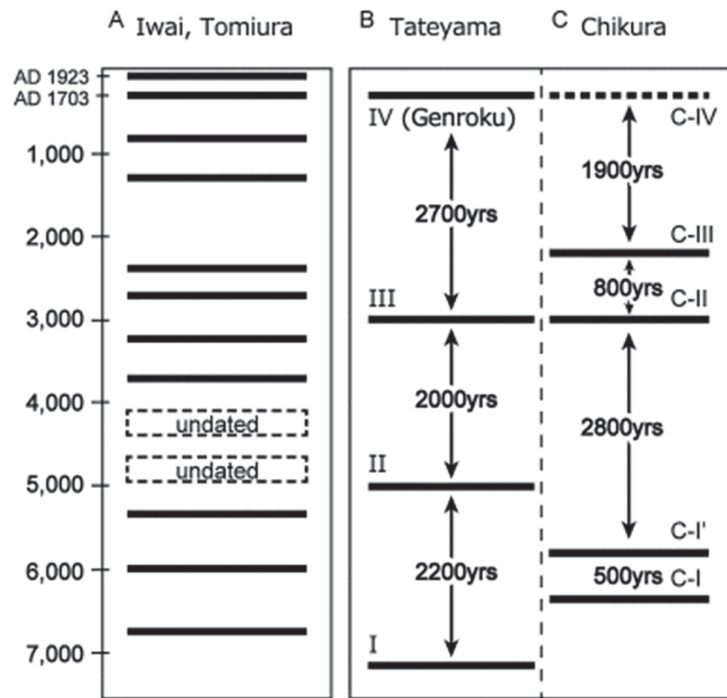 A Iwai, Tomiura
B Tateyama
C Chikura
AD 1923
AD 1703
1,000
2,000
3,000
4,000
5,000
6,000
7,000
undated
undated
IV (Genroku)
2700yrs
III
2000yrs
II
2200yrs
I
C-IV
1900yrs
C-III
800yrs
C-II
2800yrs
C-I'
500yrs C-I